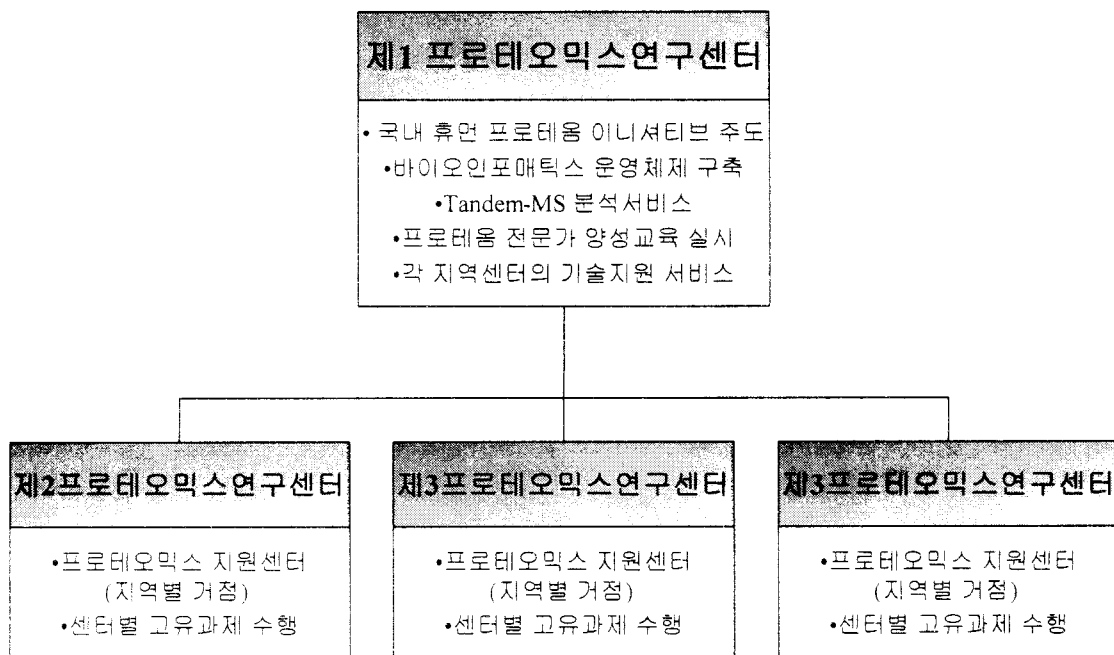 제1 프로테오믹스연구센터
• 국내 휴먼 프로테옴 이니셔티브 주도
•바이오인포매틱스 운영체제 구축
•Tandem-MS 분석서비스
•프로테옴 전문가 양성교육 실시
•각 지역센터의 기술지원 서비스
제2프로테오믹스연구센터
•프로테오믹스 지원센터
(지역별 거점)
•센터별 고유과제 수행
제3프로테오믹스연구센터
•프로테오믹스 지원센터
(지역별 거점)
•센터별 고유과제 수행
제3프로테오믹스연구센터
•프로테오믹스 지원센터
(지역별 거점)
•센터별 고유과제 수행